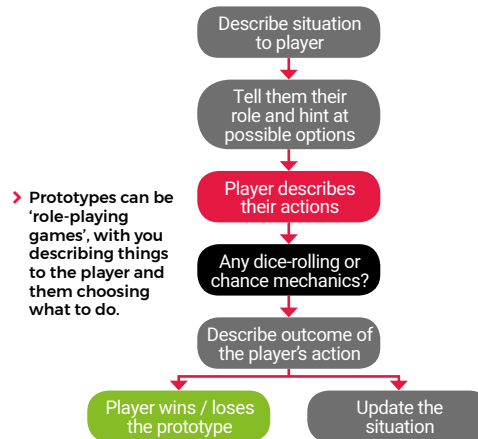 Describe situation
to player
Tell them their
role and hint at
possible options
Player describes
their actions
> Prototypes can be
‘role-playing
games’, with you
describing things
to the player and
them choosing
what to do.
Any dice-rolling or
chance mechanics?
Describe outcome of
the player’s action
Player wins / loses
the prototype
Update the
situation